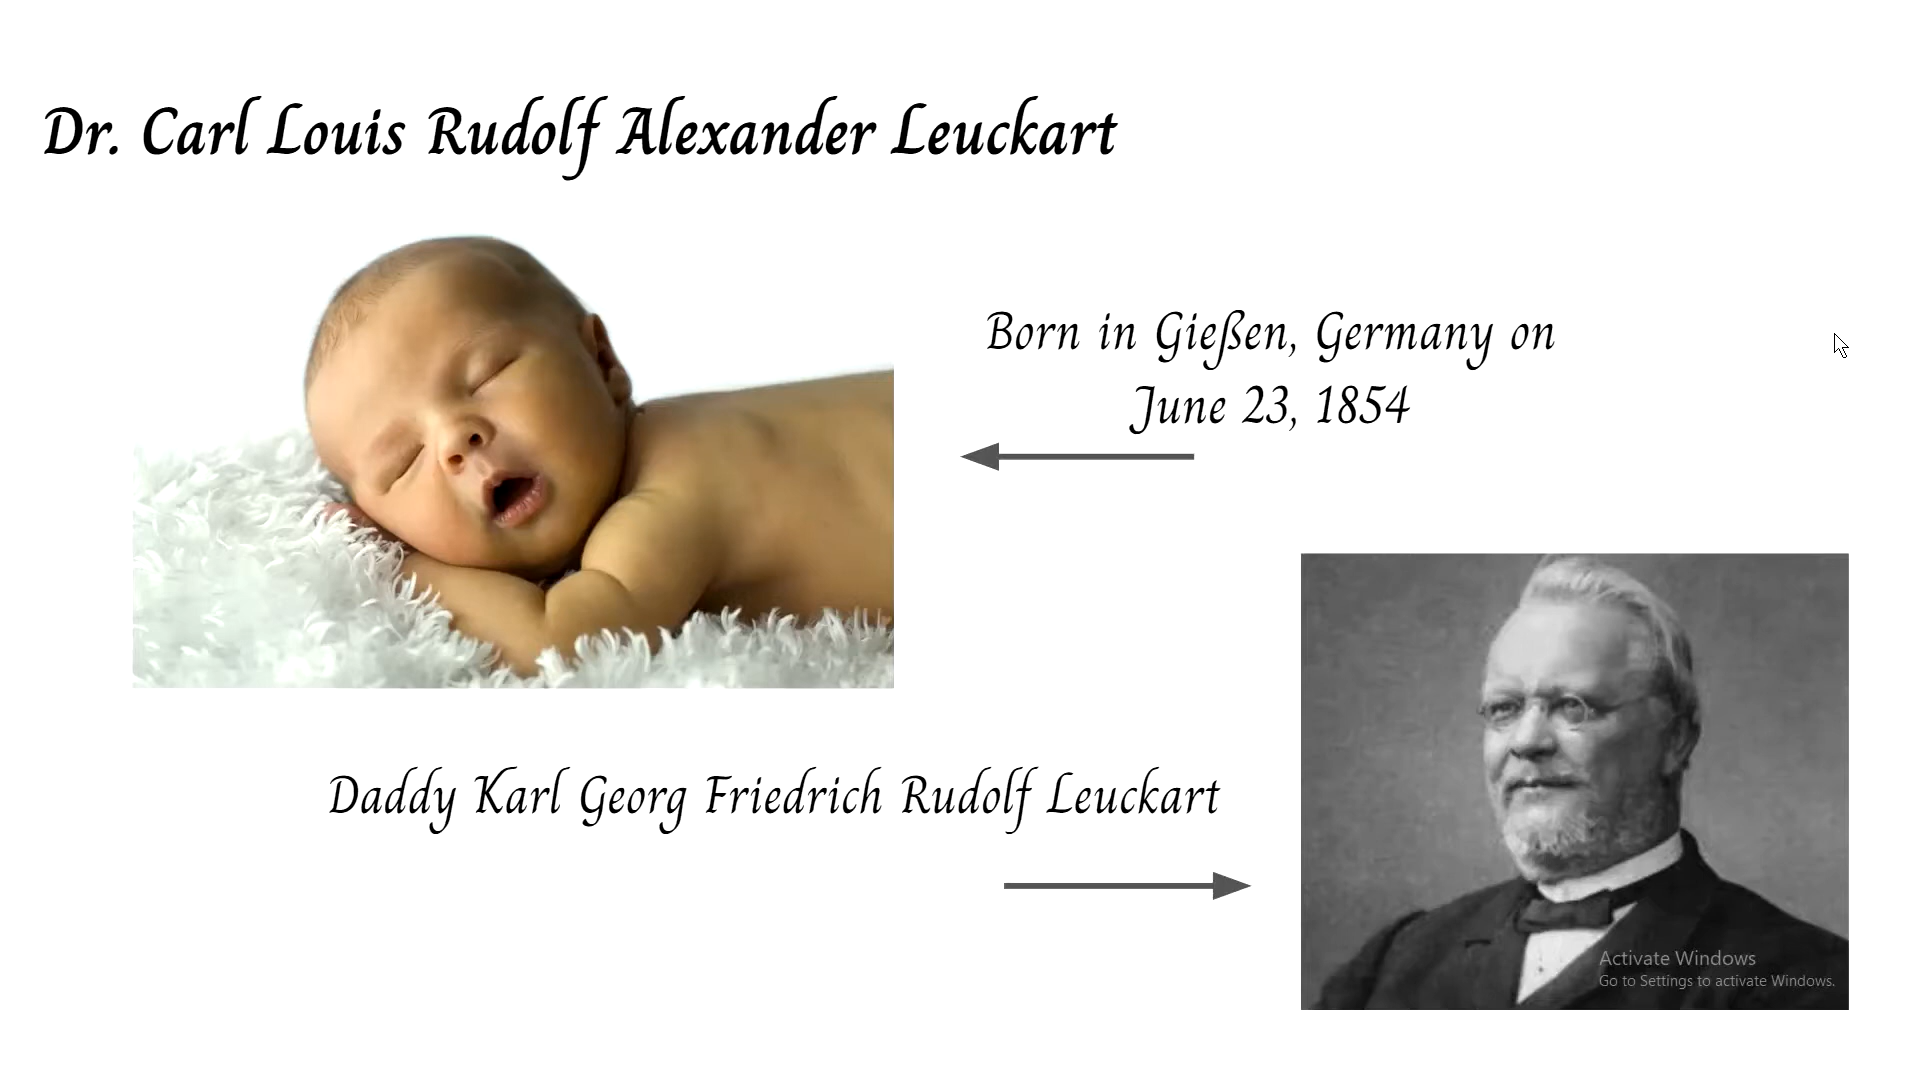 Dr. Carl Louis Rudolf Alexander Leuckart
Born in Gießen, Germany on
June 23, 1854
Daddy Karl Georg Friedrich Rudolf Leuckart
Activate Windows
Go to Settings to activate Windows.